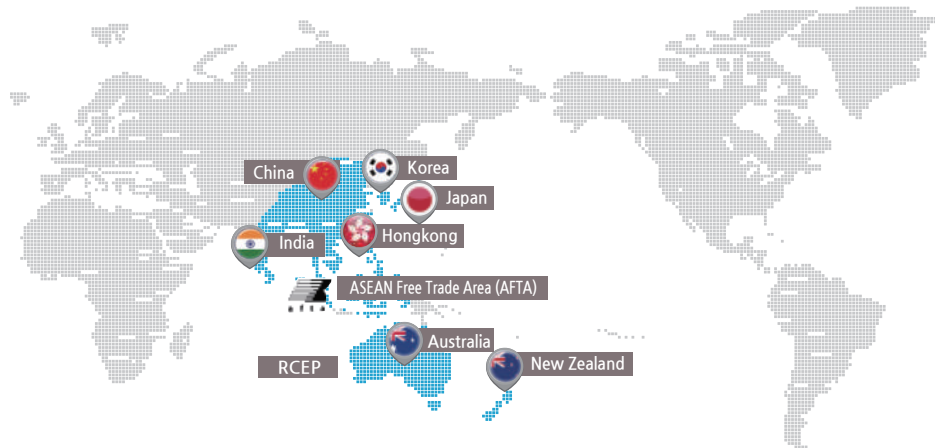 China
Korea
Japan
India
Hongkong
ASEAN Free Trade Area (AFTA)
Australia
RCEP
New Zealand